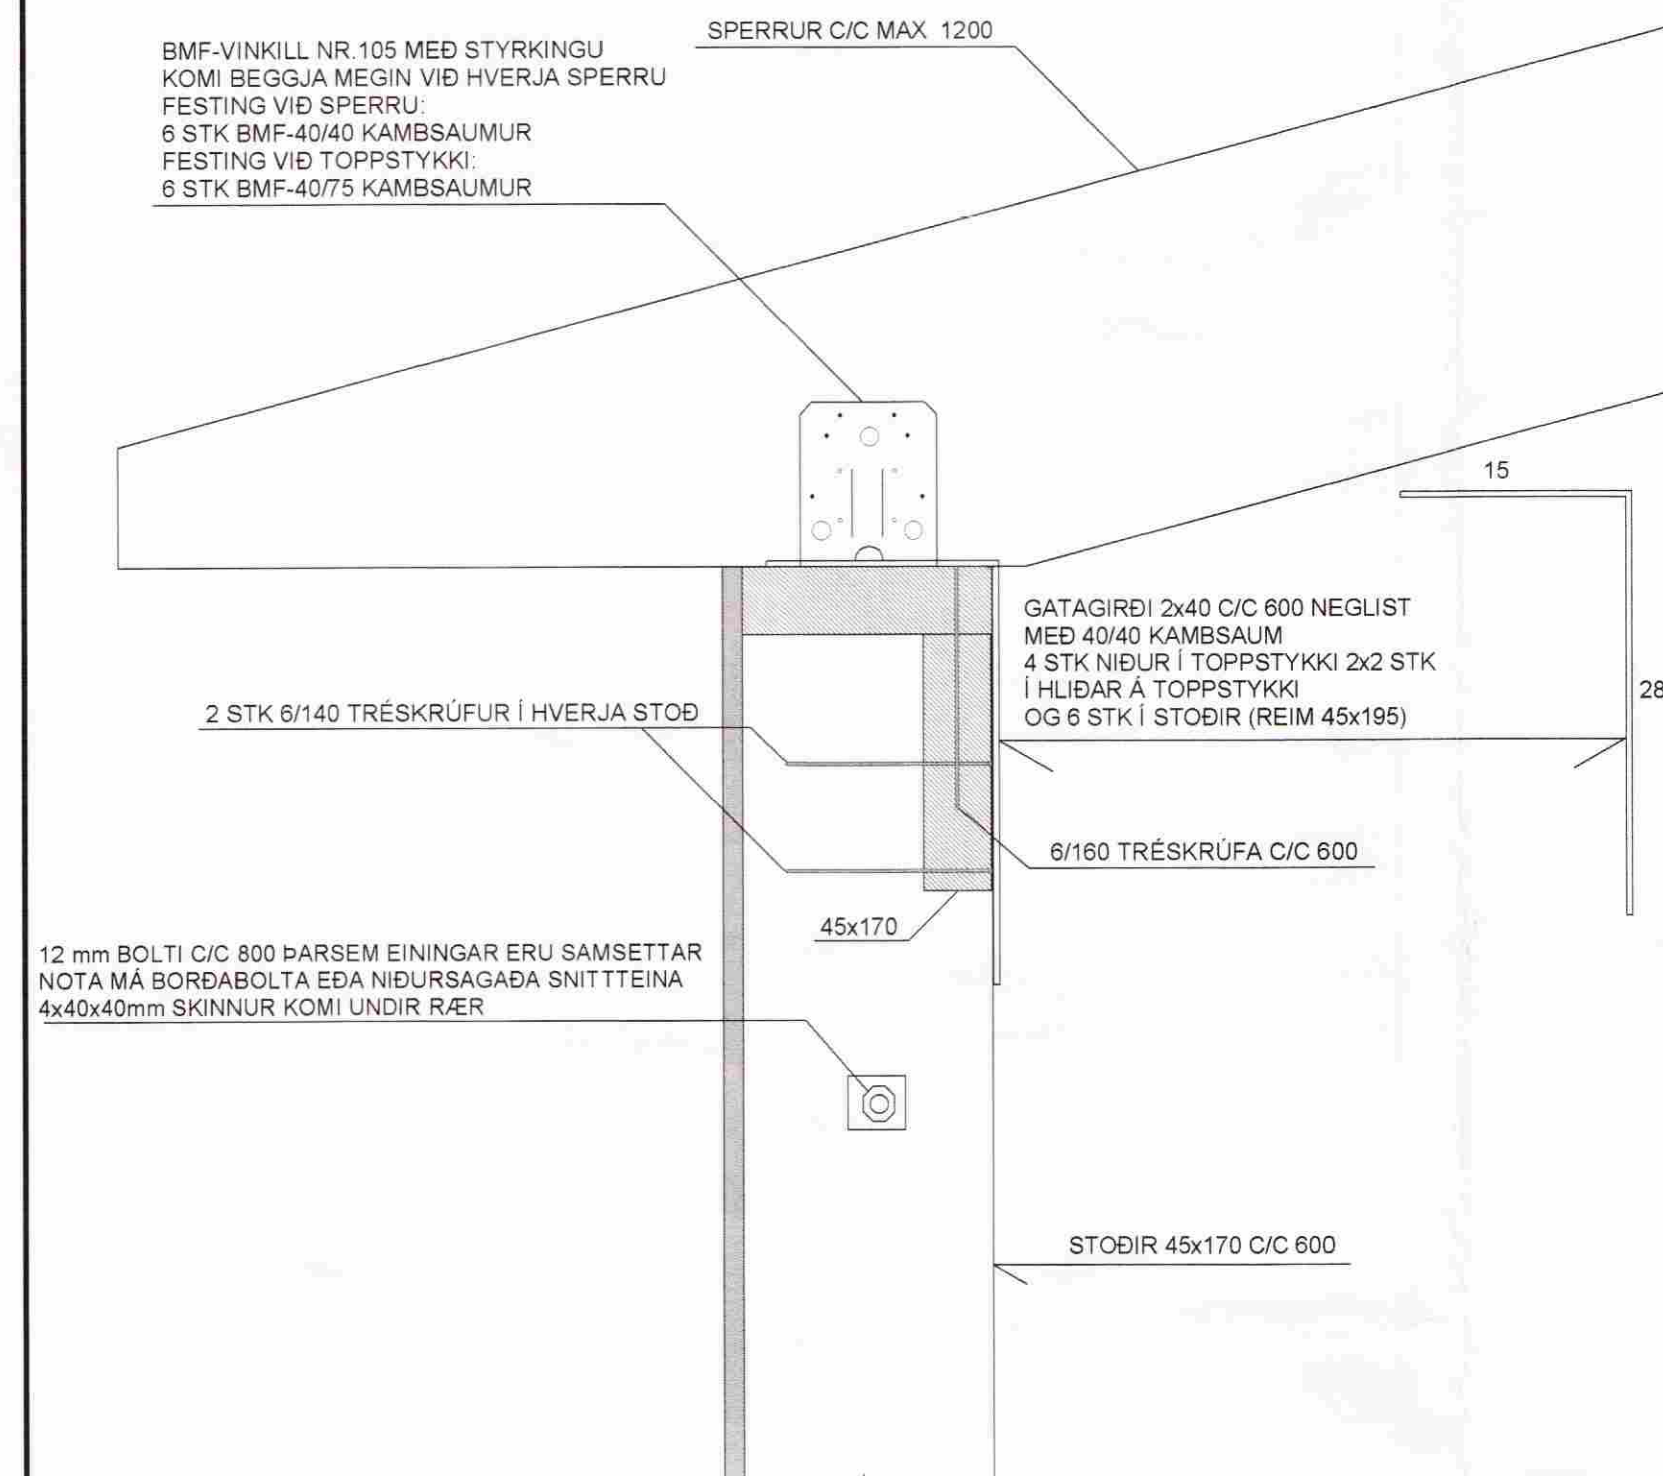 SPERRUR C/C MAX 1200
BMF-VINKILL NR.105 MEÐ STYRKINGU
KOMI BEGGJA MEGIN VIÐ HVERJA SPERRU
FESTING VIÐ SPERRU:
6 STK BMF-40/40 KAMBSAUMUR
FESTING VIÐ TOPPSTYKKI:
6 STK BMF-40/75 KAMBSAUMUR
15
GATAGIRÐI 2x40 C/C 600 NEGLIST
MEÐ 40/40 KAMBSAUM
4 STK NIÐUR Í TOPPSTYKKI 2x2 STK
Í HLIÐAR Á TOPPSTYKKI
OG 6 STK Í STOÐIR (REIM 45x195)
28
2 STK 6/140 TRÉSKRÚFUR Í HVERJA STOÐ
6/160 TRÉSKRÚFA C/C 600
45x170
12 mm BOLTI C/C 800 ÞARSEM EININGAR ERU SAMSETTAR
NOTA MÁ BORÐABOLTA EÐA NIÐURSAGAÐA SNITTTEINA
4x40x40mm SKINNUR KOMI UNDIR RÆR
STOÐIR 45x170 C/C 600